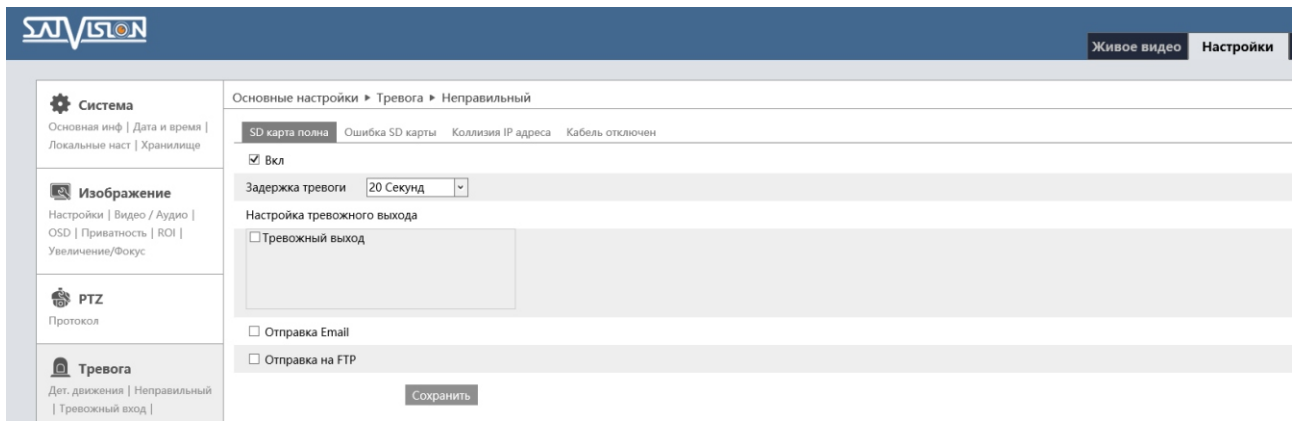 SATVISION
Живое видео
Настройки
Система
Основная инф | Дата и время |
Локальные наст | Хранилище
Изображение
Настройки | Видео / Аудио |
OSD | Приватность | ROI |
Увеличение/Фокус
PTZ
Протокол
Тревога
Дет. движения | Неправильный
| Тревожный вход |
Основные настройки ▸ Тревога ▸ Неправильный
SD карта полна Ошибка SD карты Коллизия IP адреса Кабель отключен
Вкл
Задержка тревоги 20 Секунд
Настройка тревожного выхода
Тревожный выход
Отправка Email
Отправка на FTP
Сохранить